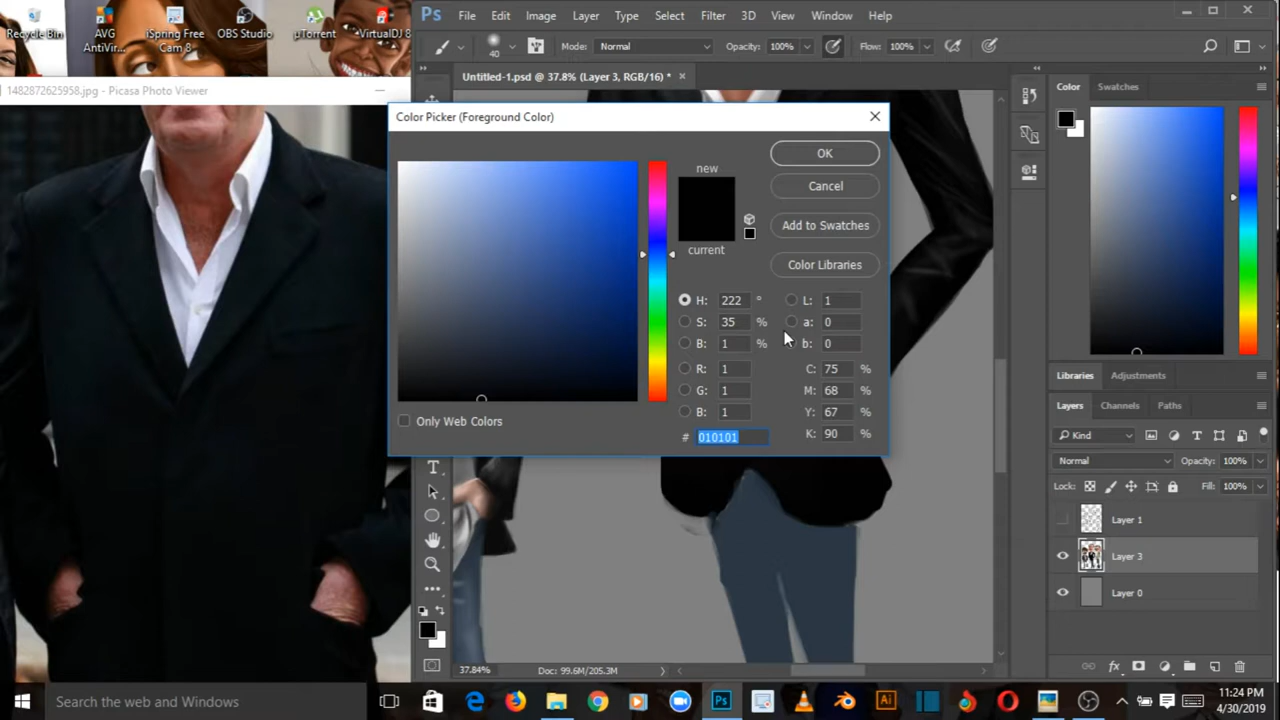 Recycle Bin
AVG
AntiVir...
iSpring Free
Cam 8
OBS Studio
µTorrent
VirtualDJ 8
1482872625958.jpg - Picasa Photo Viewer
Ps
File Edit Image Layer Type Select Filter 3D View Window Help
40
Mode: Normal
Opacity: 100%
Flow: 100%
Untitled-1.psd @ 37.8% (Layer 3, RGB/16) *
Color Picker (Foreground Color)
new
current
OK
Cancel
Add to Swatches
Color Libraries
H: 222 °
S: 35 %
B: 1 %
R: 1
G: 1
B: 1
# 010101
L: 1
a: 0
b: 0
C: 75 %
M: 68 %
Y: 67 %
K: 90 %
Only Web Colors
T
Color Swatches
Libraries Adjustments
Layers Channels Paths
Kind
T
Normal
Opacity: 100%
Lock:
Fill: 100%
Layer 1
Layer 3
Layer 0
fx
37.84%
Doc: 99.6M/205.3M
Search the web and Windows
Ps
Ai
11:24 PM
4/30/2019